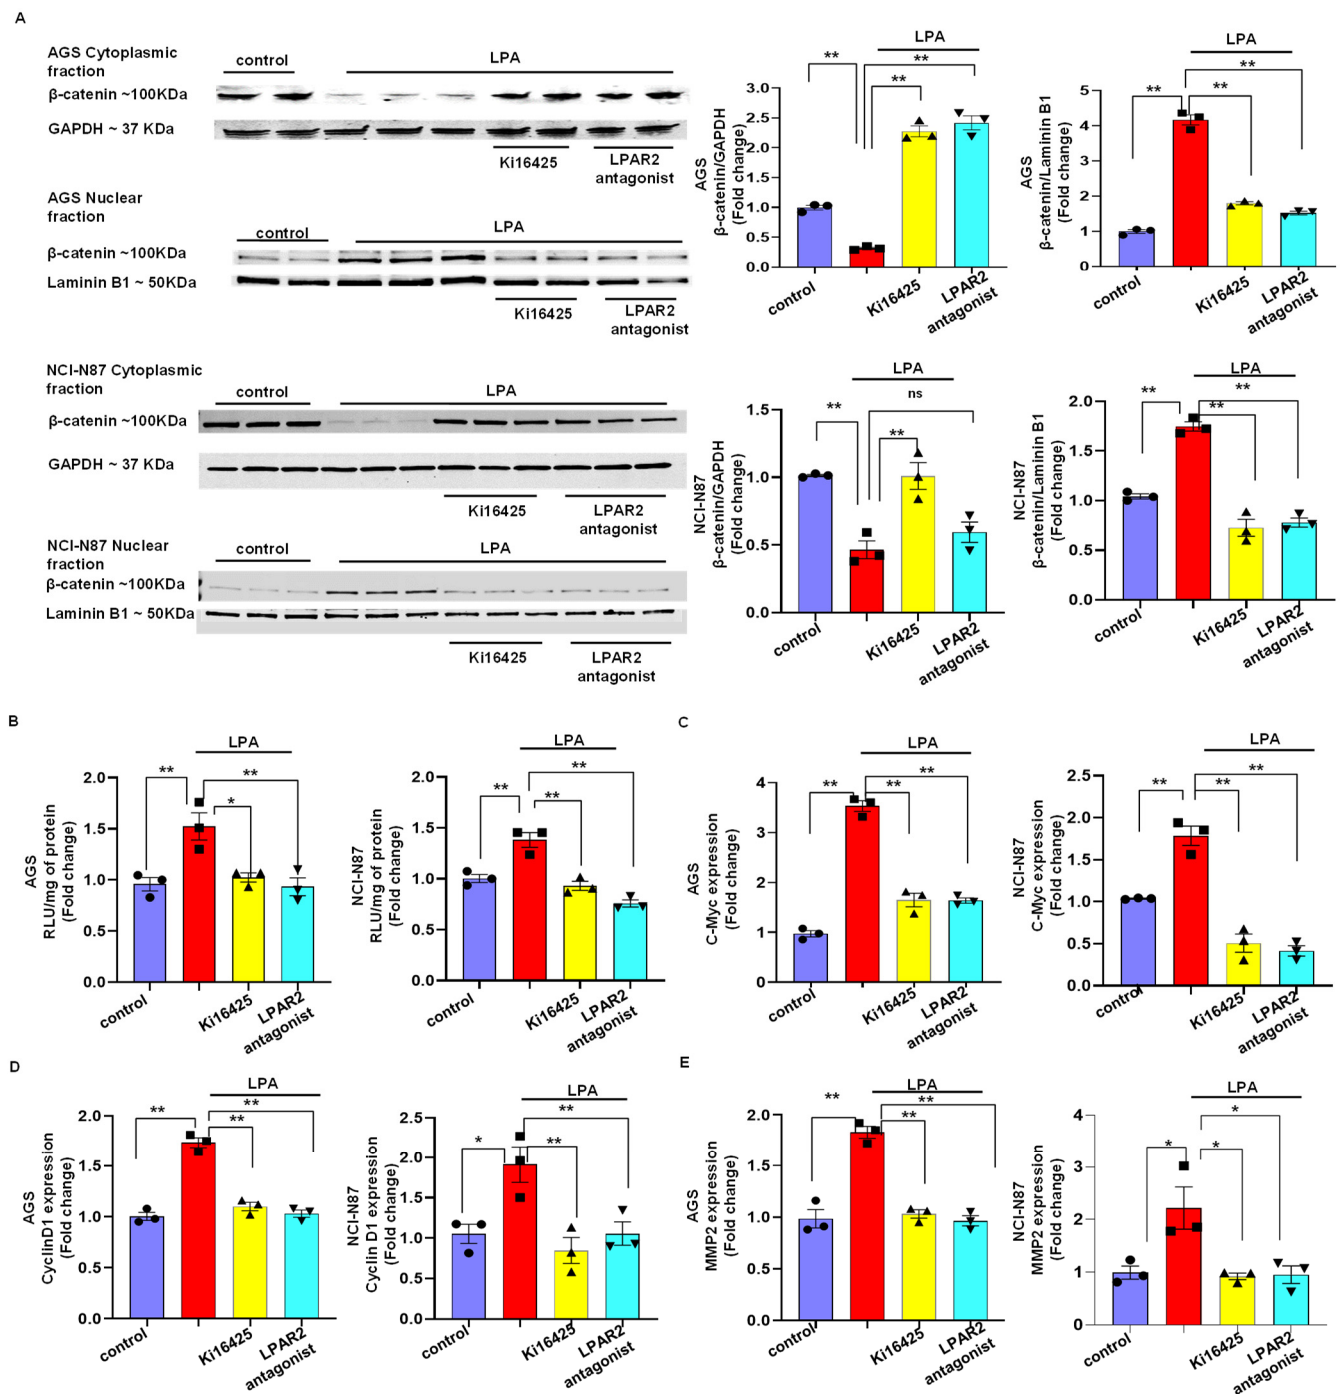 A
AGS Cytoplasmic
fraction
control
LPA
β-catenin ~100KDa
GAPDH ~ 37 KDa
Ki16425
LPAR2
antagonist
AGS Nuclear
fraction
control
LPA
β-catenin ~100KDa
Laminin B1 ~ 50KDa
Ki16425
LPAR2
antagonist
NCI-N87 Cytoplasmic
fraction
control
LPA
β-catenin ~100KDa
GAPDH ~ 37 KDa
Ki16425
LPAR2
antagonist
NCI-N87 Nuclear
fraction
control
LPA
β-catenin ~100KDa
Laminin B1 ~ 50KDa
Ki16425
LPAR2
antagonist
LPA
**
**
**
AGS
β-catenin/GAPDH
(Fold change)
3.0
2.5
2.0
1.5
1.0
0.5
0.0
control
Ki16425
LPAR2
antagonist
LPA
**
**
**
AGS
β-catenin/Laminin B1
(Fold change)
5
4
3
2
1
0
control
Ki16425
LPAR2
antagonist
LPA
ns
**
**
NCI-N87
β-catenin/GAPDH
(Fold change)
1.5
1.0
0.5
0.0
control
Ki16425
LPAR2
antagonist
LPA
**
**
**
NCI-N87
β-catenin/Laminin B1
(Fold change)
2.0
1.5
1.0
0.5
0.0
control
Ki16425
LPAR2
antagonist
B
LPA
**
**
*
AGS
RLU/mg of protein
(Fold change)
2.0
1.5
1.0
0.5
0.0
control
Ki16425
LPAR2
antagonist
LPA
**
**
**
NCI-N87
RLU/mg of protein
(Fold change)
2.0
1.5
1.0
0.5
0.0
control
Ki16425
LPAR2
antagonist
C
LPA
**
**
**
AGS
C-Myc expression
(Fold change)
4
3
2
1
0
control
Ki16425
LPAR2
antagonist
LPA
**
**
**
NCI-N87
C-Myc expression
(Fold change)
2.5
2.0
1.5
1.0
0.5
0.0
control
Ki16425
LPAR2
antagonist
D
LPA
**
**
**
AGS
CyclinD1 expression
(Fold change)
2.0
1.5
1.0
0.5
0.0
control
Ki16425
LPAR2
antagonist
LPA
**
*
**
NCI-N87
Cyclin D1 expression
(Fold change)
2.5
2.0
1.5
1.0
0.5
0.0
control
Ki16425
LPAR2
antagonist
E
LPA
**
**
**
AGS
MMP2 expression
(Fold change)
2.0
1.5
1.0
0.5
0.0
control
Ki16425
LPAR2
antagonist
LPA
*
*
*
NCI-N87
MMP2 expression
(Fold change)
4
3
2
1
0
control
Ki16425
LPAR2
antagonist